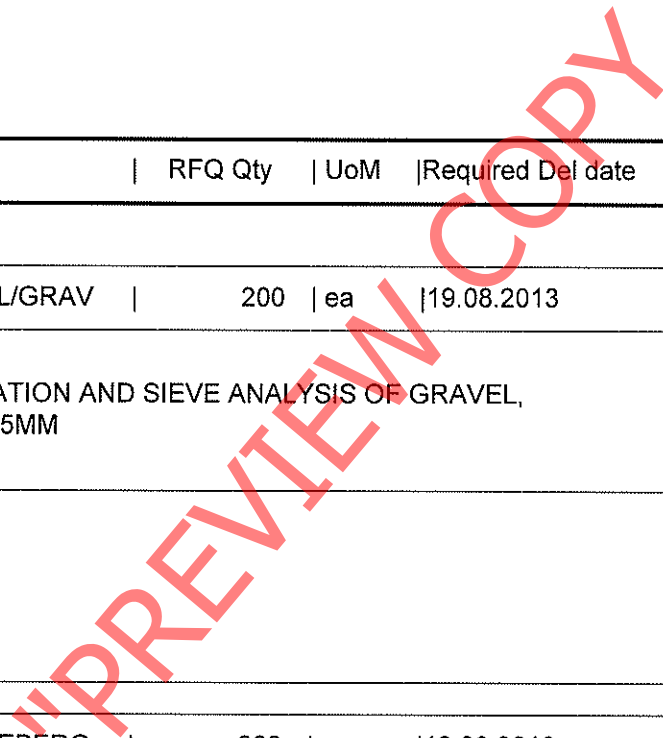 | RFQ Qty | UoM |Required Del date
L/GRAV | 200 | ea |19.08.2013
ATION AND SIEVE ANALYSIS OF GRAVEL,
5MM
"PREVIEW COPY